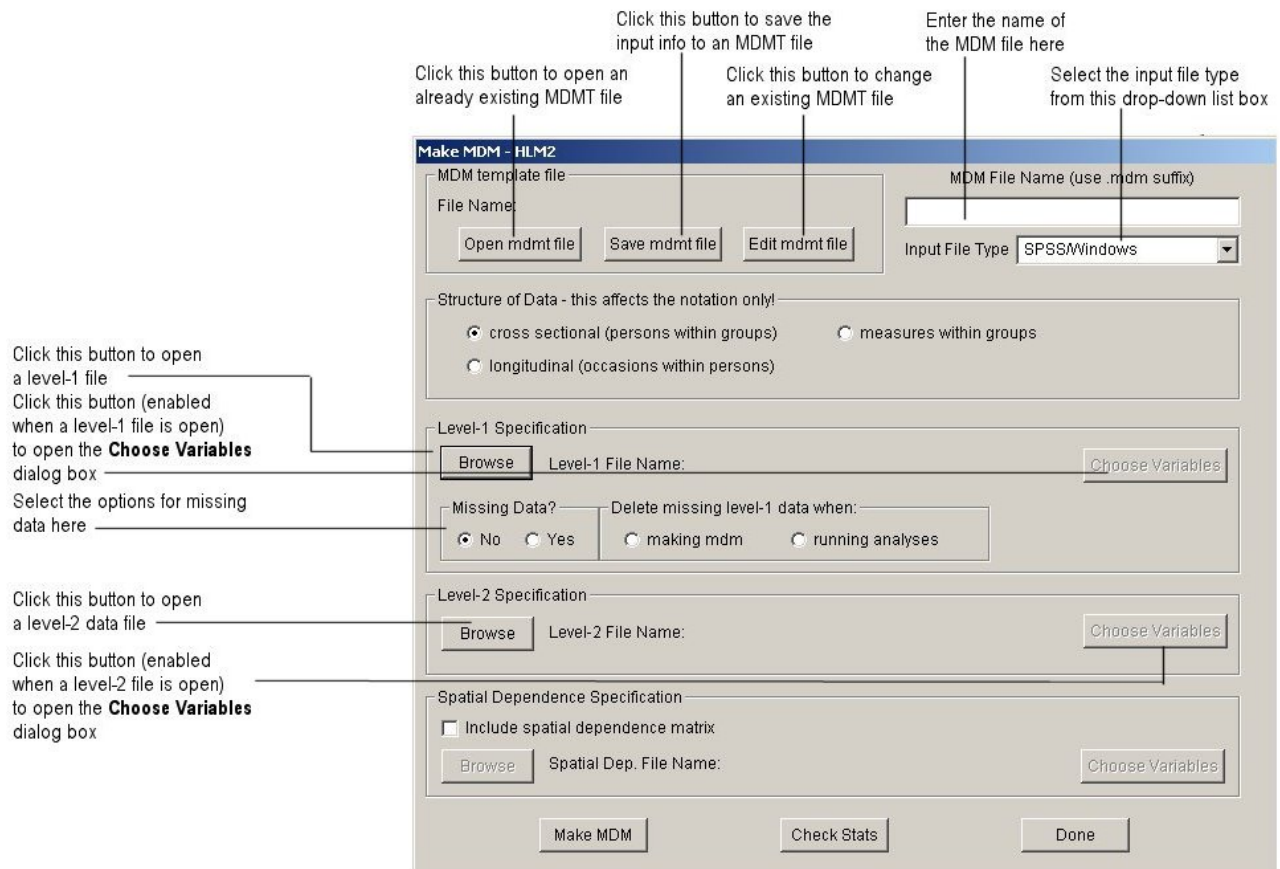 Click this button to save the
input info to an MDMT file
Enter the name of
the MDM file here
Click this button to open an
already existing MDMT file
Click this button to change
an existing MDMT file
Select the input file type
from this drop-down list box
Make MDM - HLM2
MDM template file
File Name:
Open mdmt file
Save mdmt file
Edit mdmt file
MDM File Name (use .mdm suffix)
Input File Type
SPSS/Windows
Structure of Data - this affects the notation only!
cross sectional (persons within groups)
measures within groups
longitudinal (occasions within persons)
Click this button to open
a level-1 file
Click this button (enabled
when a level-1 file is open)
to open the Choose Variables
dialog box
Select the options for missing
data here
Level-1 Specification
Browse
Level-1 File Name:
Choose Variables
Missing Data?
No
Yes
Delete missing level-1 data when:
making mdm
running analyses
Click this button to open
a level-2 data file
Click this button (enabled
when a level-2 file is open)
to open the Choose Variables
dialog box
Level-2 Specification
Browse
Level-2 File Name:
Choose Variables
Spatial Dependence Specification
Include spatial dependence matrix
Browse
Spatial Dep. File Name:
Choose Variables
Make MDM
Check Stats
Done